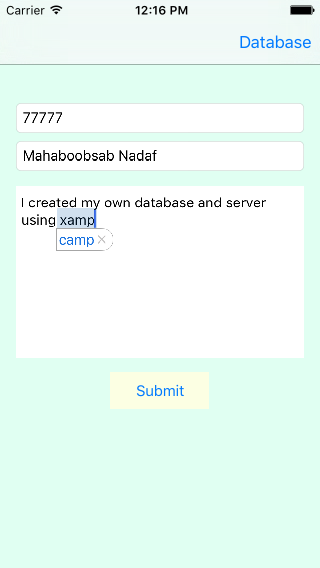 Carrier 12:16 PM
Database
77777
Mahaboobsab Nadaf
I created my own database and server
using xamp
camp ×
Submit